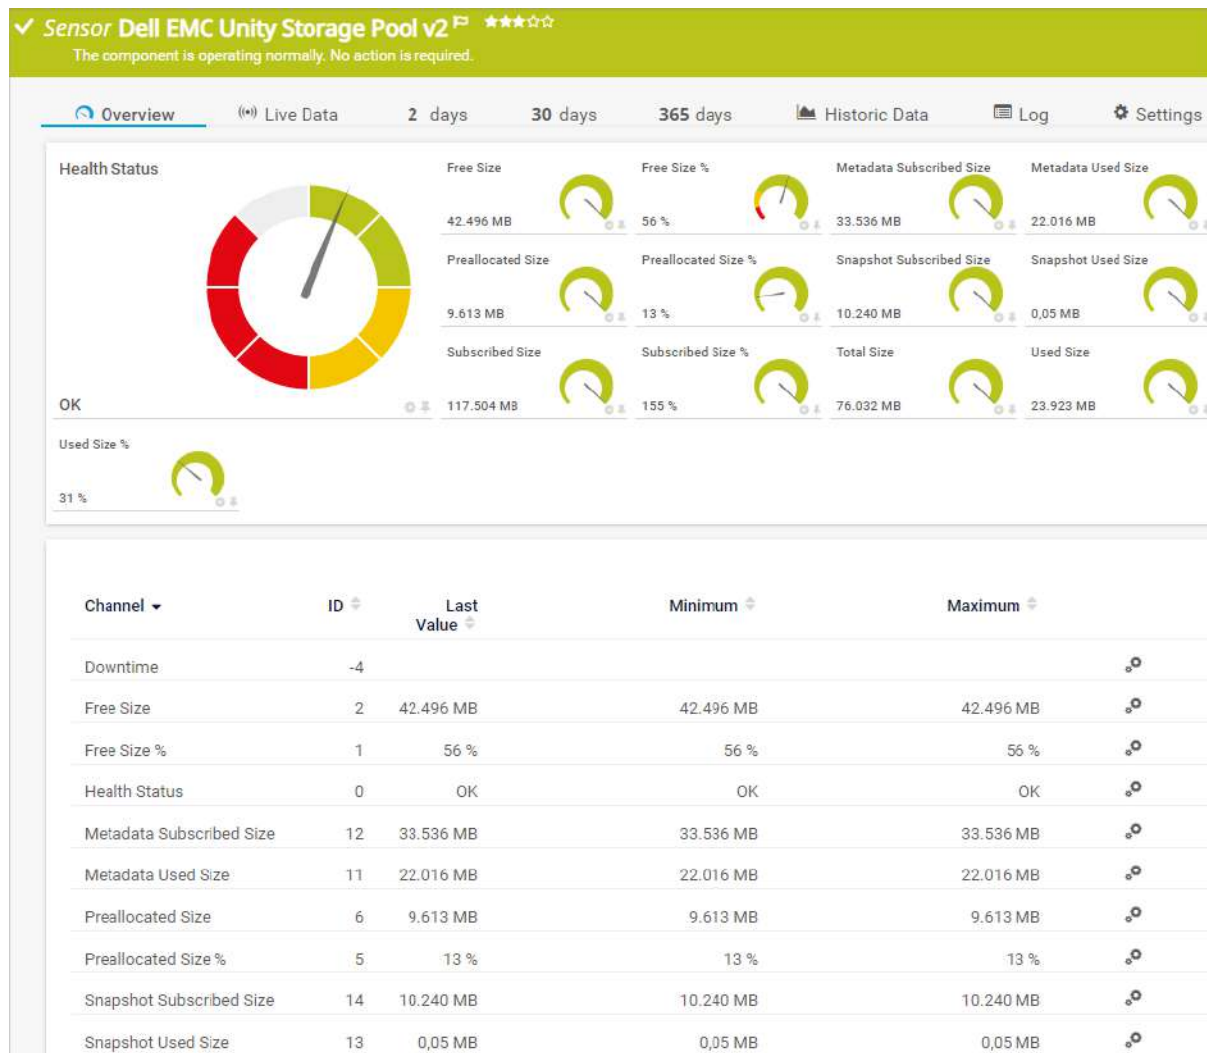 Sensor Dell EMC Unity Storage Pool v2
The component is operating normally. No action is required.
Overview Live Data 2 days 30 days 365 days Historic Data Log Settings
Health Status
OK
Free Size
42.496 MB
Free Size %
56 %
Metadata Subscribed Size
33.536 MB
Metadata Used Size
22.016 MB
Preallocated Size
9.613 MB
Preallocated Size %
13 %
Snapshot Subscribed Size
10.240 MB
Snapshot Used Size
0,05 MB
Subscribed Size
117.504 MB
Subscribed Size %
155 %
Total Size
76.032 MB
Used Size
23.923 MB
Used Size %
31 %
Channel ID Last Value Minimum Maximum
Downtime -4
Free Size 2 42.496 MB 42.496 MB 42.496 MB
Free Size % 1 56 % 56 % 56 %
Health Status 0 OK OK OK
Metadata Subscribed Size 12 33.536 MB 33.536 MB 33.536 MB
Metadata Used Size 11 22.016 MB 22.016 MB 22.016 MB
Preallocated Size 6 9.613 MB 9.613 MB 9.613 MB
Preallocated Size % 5 13 % 13 % 13 %
Snapshot Subscribed Size 14 10.240 MB 10.240 MB 10.240 MB
Snapshot Used Size 13 0,05 MB 0,05 MB 0,05 MB